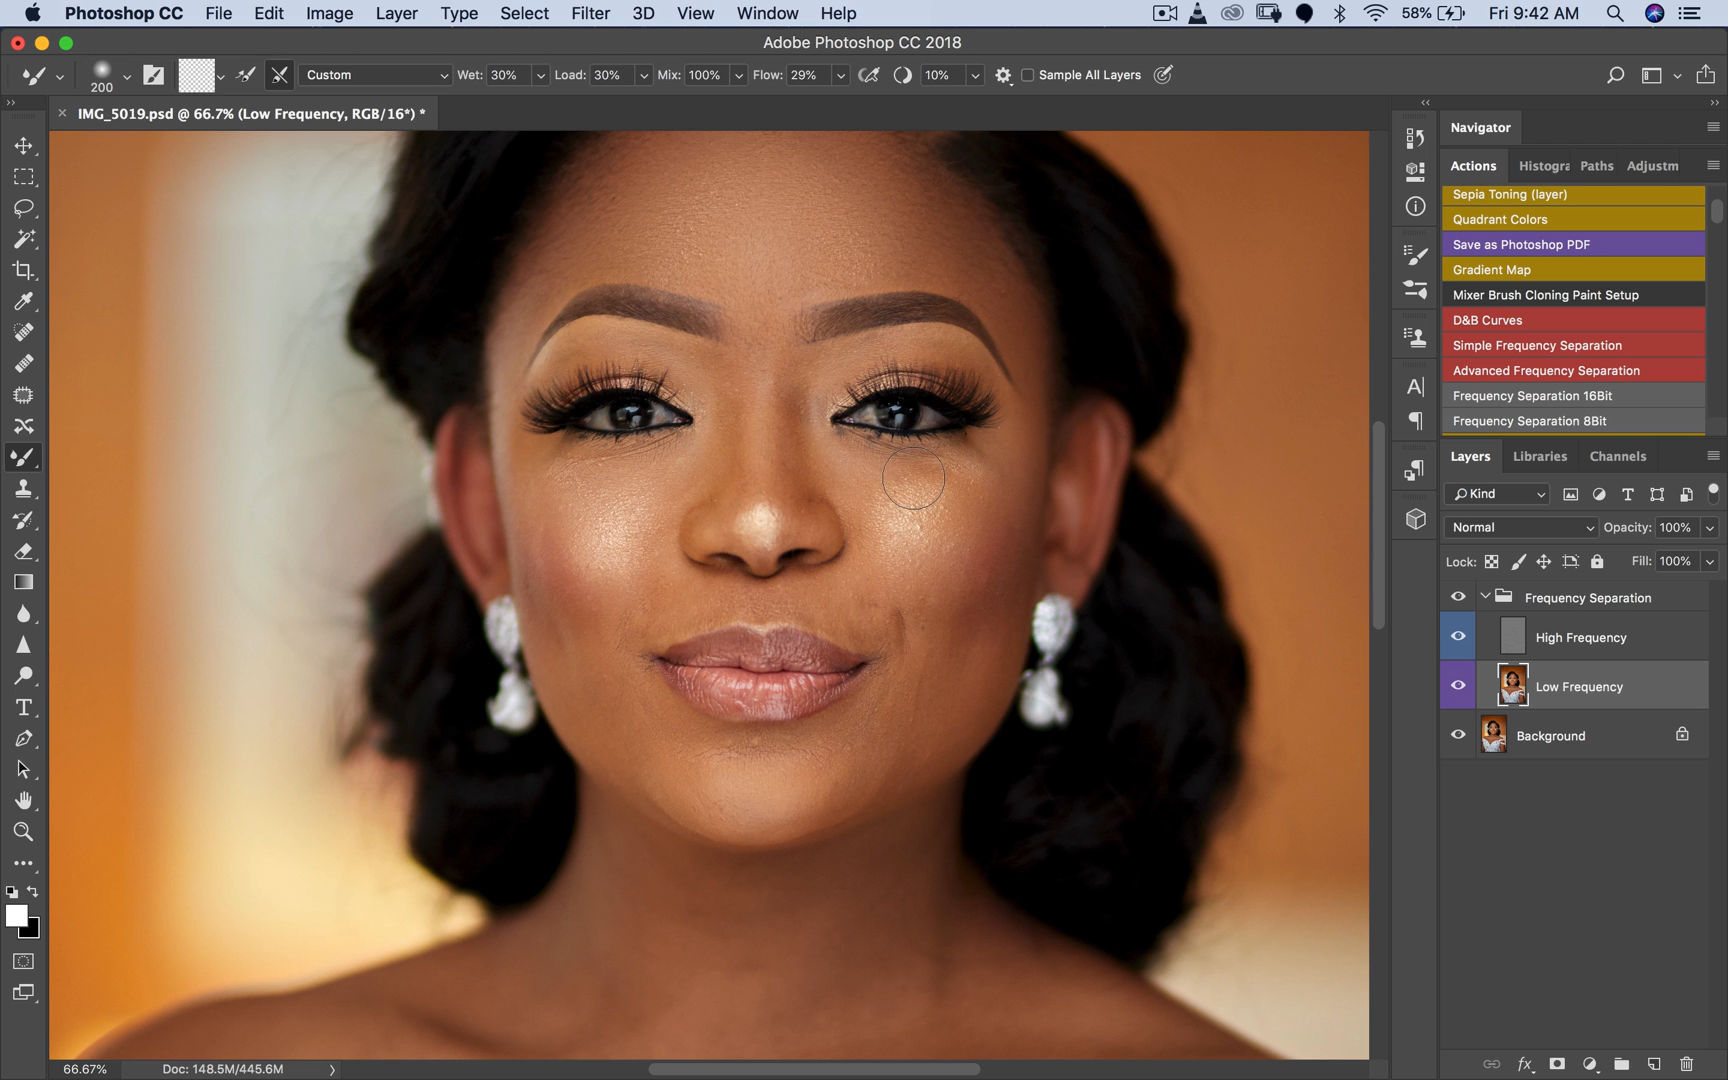 Photoshop CC File Edit Image Layer Type Select Filter 3D View Window Help 58% Fri 9:42 AM
Adobe Photoshop CC 2018
200 Custom Wet: 30% Load: 30% Mix: 100% Flow: 29% 10% Sample All Layers
IMG_5019.psd @ 66.7% (Low Frequency, RGB/16*) *
Navigator
Actions Histogra Paths Adjustm
Sepia Toning (layer)
Quadrant Colors
Save as Photoshop PDF
Gradient Map
Mixer Brush Cloning Paint Setup
D&B Curves
Simple Frequency Separation
Advanced Frequency Separation
Frequency Separation 16Bit
Frequency Separation 8Bit
Layers Libraries Channels
Kind
Normal Opacity: 100%
Lock: Fill: 100%
Frequency Separation
High Frequency
Low Frequency
Background
66.67% Doc: 148.5M/445.6M